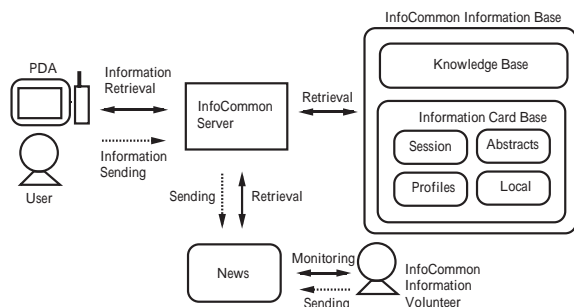 InfoCommon Information Base
PDA
Information
Retrieval
Knowledge Base
InfoCommon
Server
Retrieval
Information Card Base
Session
Abstracts
Profiles
Local
Information
Sending
User
Sending
Retrieval
News
Monitoring
Sending
InfoCommon
Information
Volunteer